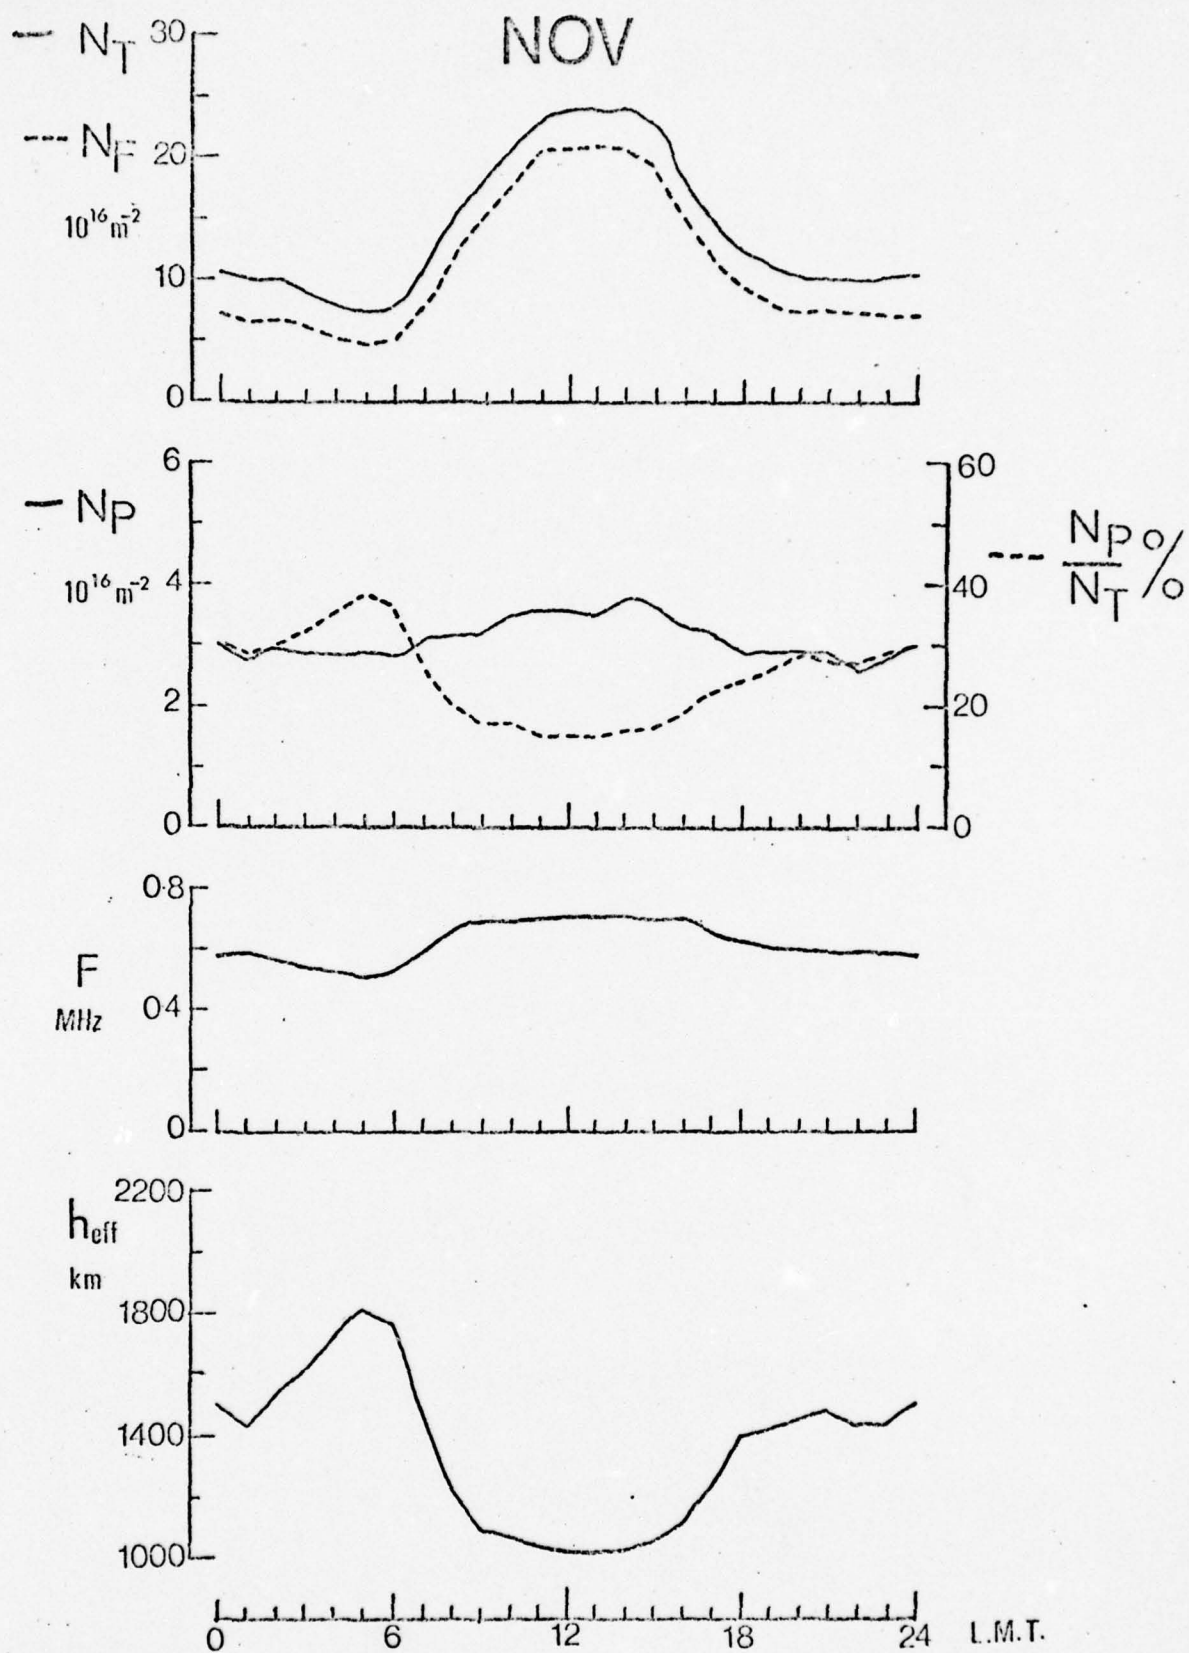 NOV
— N_T
--- N_F
10^16 m^-2
30
20
10
0
— N_P
10^16 m^-2
6
4
2
0
60
40
20
0
--- N_P/N_T %
F
MHz
0·8
0·4
0
h_eff
km
2200
1800
1400
1000
0 6 12 18 24 L.M.T.